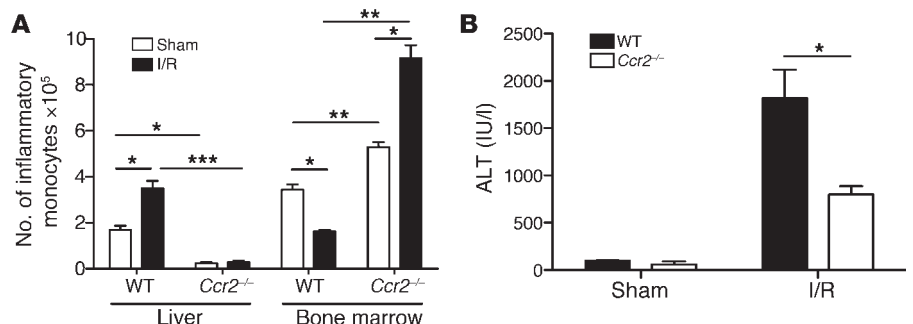 A
No. of inflammatory
monocytes ×10⁵
10
8
6
4
2
0
Sham
I/R
*
*
***
**
*
**
*
WT
Ccr2⁻/⁻
WT
Ccr2⁻/⁻
Liver
Bone marrow
B
ALT (IU/l)
2500
2000
1500
1000
500
0
WT
Ccr2⁻/⁻
*
Sham
I/R